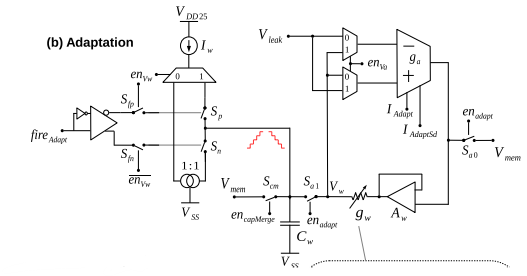 V_DD25
(b) Adaptation
I_w
V_leak
en_Vw
0 1
0
1
en_Va
0
1
−
g_a
+
S_fp
S_p
fire_Adapt
I_Adapt
I_AdaptSd
en_adapt
S_fn
S_n
S_a0
V_mem
en_Vw
1:1
V_mem
S_cm
S_a1
V_w
V_SS
en_capMerge
en_adapt
g_w
A_w
C_w
V_SS